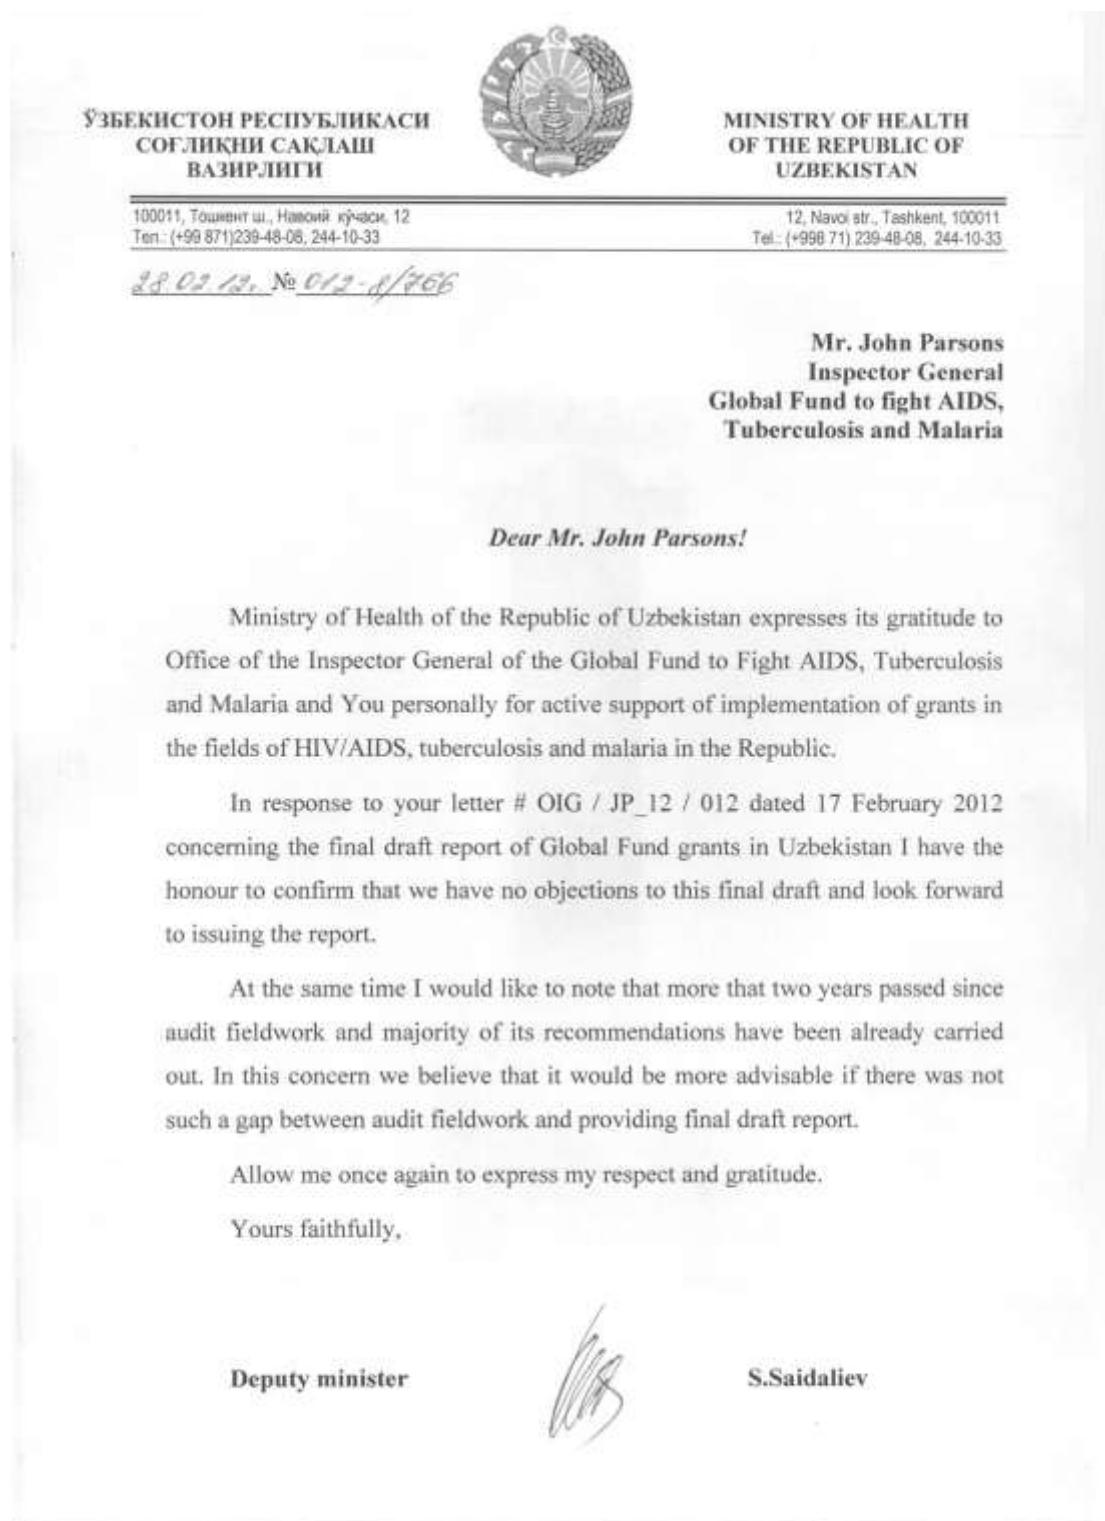 ЎЗБЕКИСТОН РЕСПУБЛИКАСИ
СОҒЛИҚНИ САҚЛАШ
ВАЗИРЛИГИ
MINISTRY OF HEALTH
OF THE REPUBLIC OF
UZBEKISTAN
100011, Тошкент ш., Навоий кўчаси, 12
Тел.: (+99 871)239-48-08, 244-10-33
12, Navoi str., Tashkent, 100011
Tel.: (+998 71) 239-48-08, 244-10-33
28.02.12. № 012-8/766
Mr. John Parsons
Inspector General
Global Fund to fight AIDS,
Tuberculosis and Malaria
Dear Mr. John Parsons!
Ministry of Health of the Republic of Uzbekistan expresses its gratitude to
Office of the Inspector General of the Global Fund to Fight AIDS, Tuberculosis
and Malaria and You personally for active support of implementation of grants in
the fields of HIV/AIDS, tuberculosis and malaria in the Republic.
In response to your letter # OIG / JP_12 / 012 dated 17 February 2012
concerning the final draft report of Global Fund grants in Uzbekistan I have the
honour to confirm that we have no objections to this final draft and look forward
to issuing the report.
At the same time I would like to note that more that two years passed since
audit fieldwork and majority of its recommendations have been already carried
out. In this concern we believe that it would be more advisable if there was not
such a gap between audit fieldwork and providing final draft report.
Allow me once again to express my respect and gratitude.
Yours faithfully,
Deputy minister
S.Saidaliev